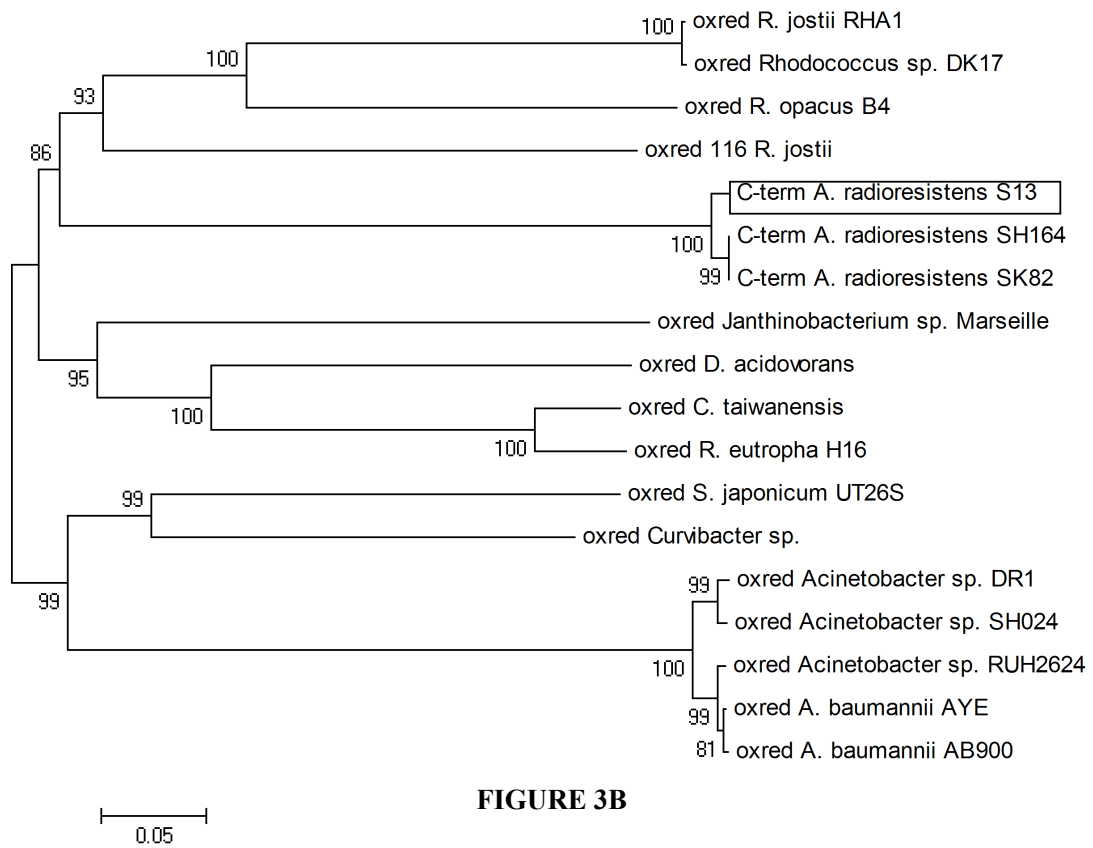 100 oxred R. jostii RHA1
100
oxred Rhodococcus sp. DK17
93
oxred R. opacus B4
86
oxred 116 R. jostii
C-term A. radioresistens S13
100
C-term A. radioresistens SH164
99
C-term A. radioresistens SK82
oxred Janthinobacterium sp. Marseille
95
oxred D. acidovorans
100
oxred C. taiwanensis
100
oxred R. eutropha H16
99
oxred S. japonicum UT26S
oxred Curvibacter sp.
99
99
oxred Acinetobacter sp. DR1
oxred Acinetobacter sp. SH024
100
oxred Acinetobacter sp. RUH2624
99
oxred A. baumannii AYE
81
oxred A. baumannii AB900
FIGURE 3B
0.05